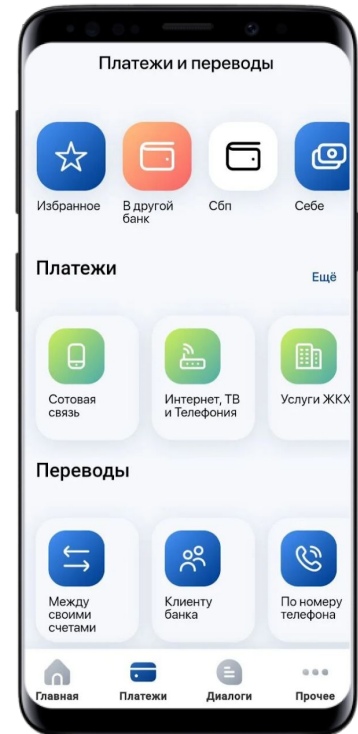 Платежи и переводы
Избранное
В другой
банк
Сбп
Себе
Платежи
Ещё
Сотовая
связь
Интернет, ТВ
и Телефония
Услуги ЖКХ
Переводы
Между
своими
счетами
Клиенту
банка
По номеру
телефона
Главная
Платежи
Диалоги
Прочее